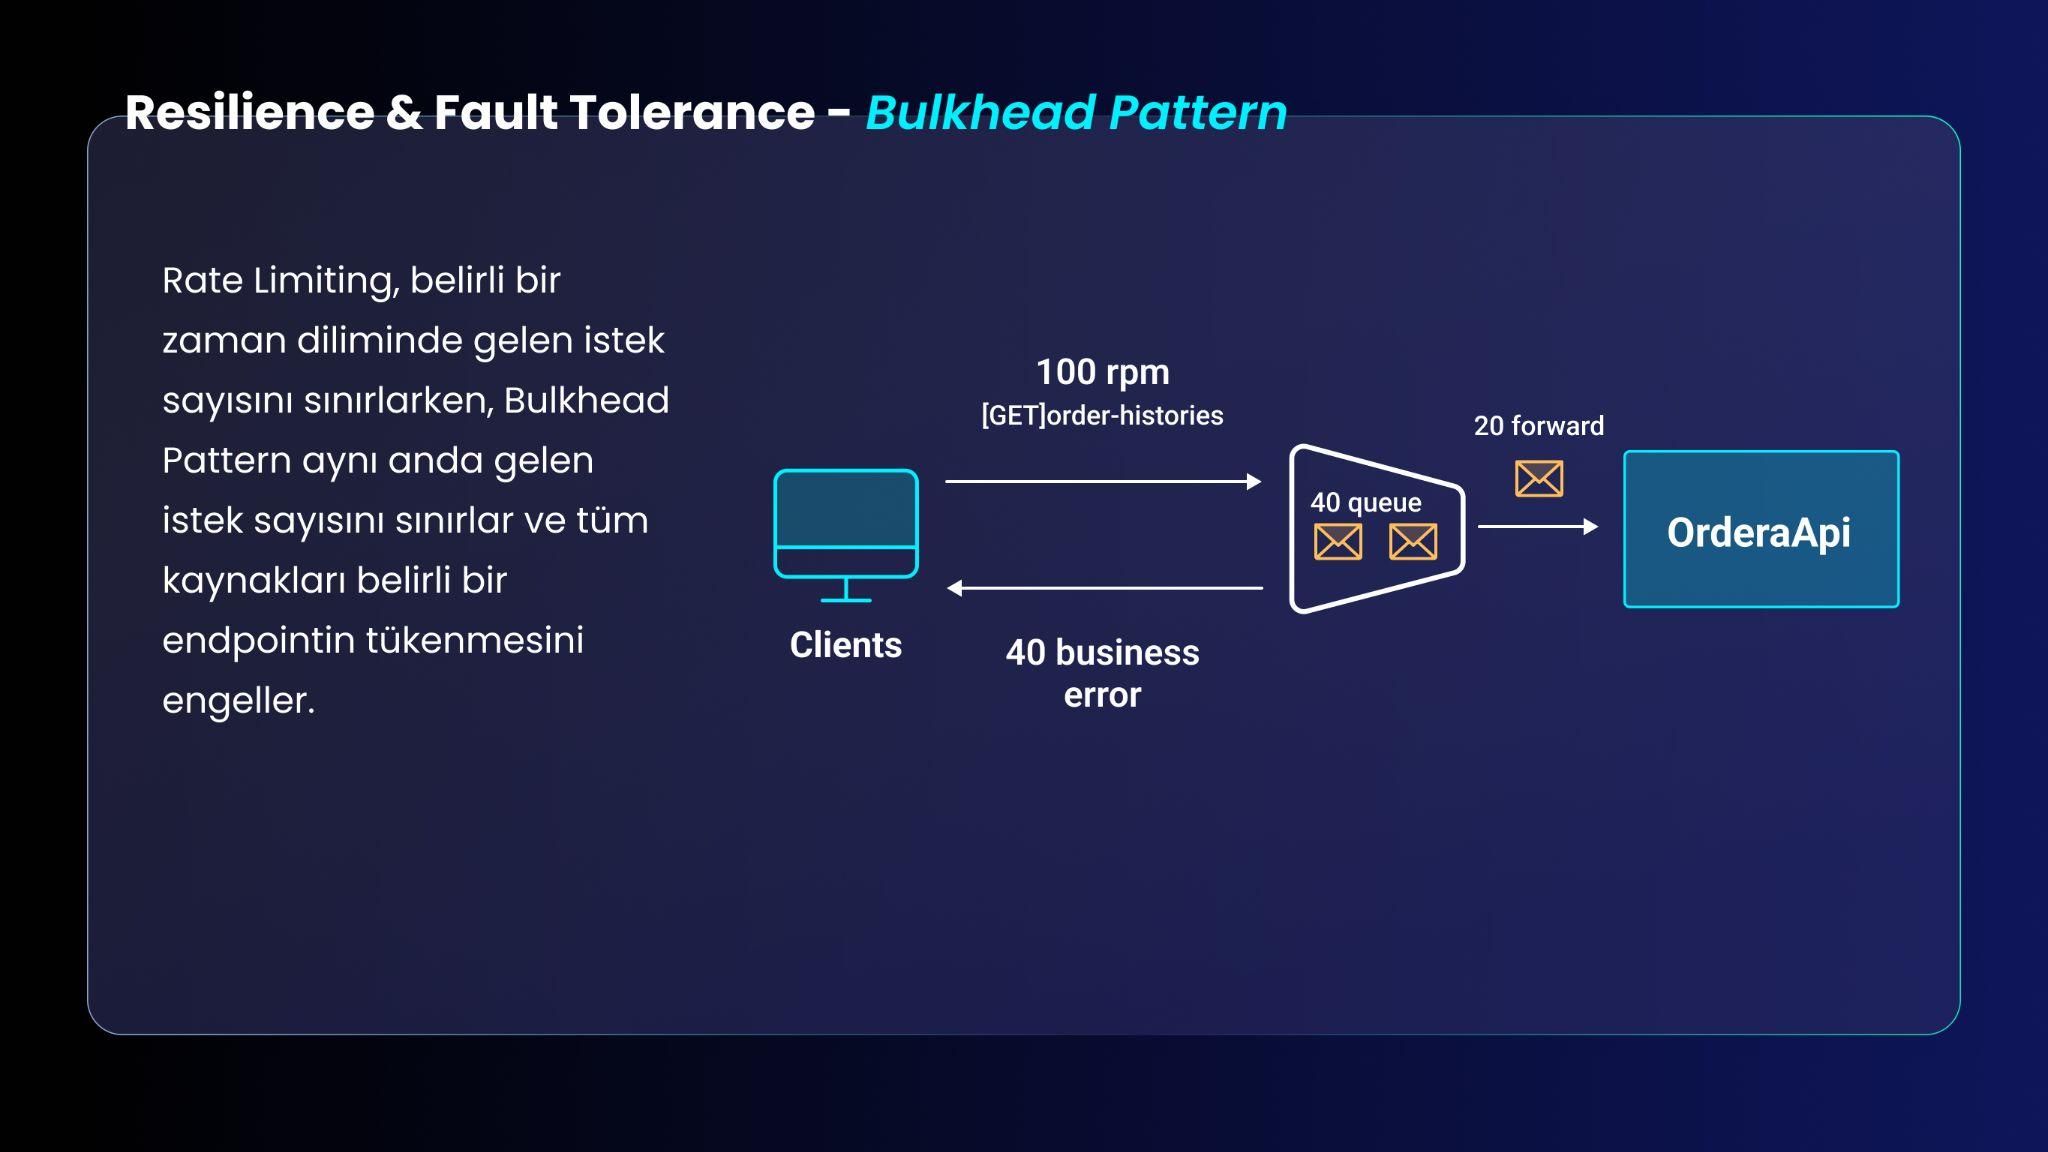 Resilience & Fault Tolerance - Bulkhead Pattern
Rate Limiting, belirli bir
zaman diliminde gelen istek
sayısını sınırlarken, Bulkhead
Pattern aynı anda gelen
istek sayısını sınırlar ve tüm
kaynakları belirli bir
endpointin tükenmesini
engeller.
100 rpm
[GET]order-histories
Clients
40 business
error
40 queue
20 forward
OrderaApi